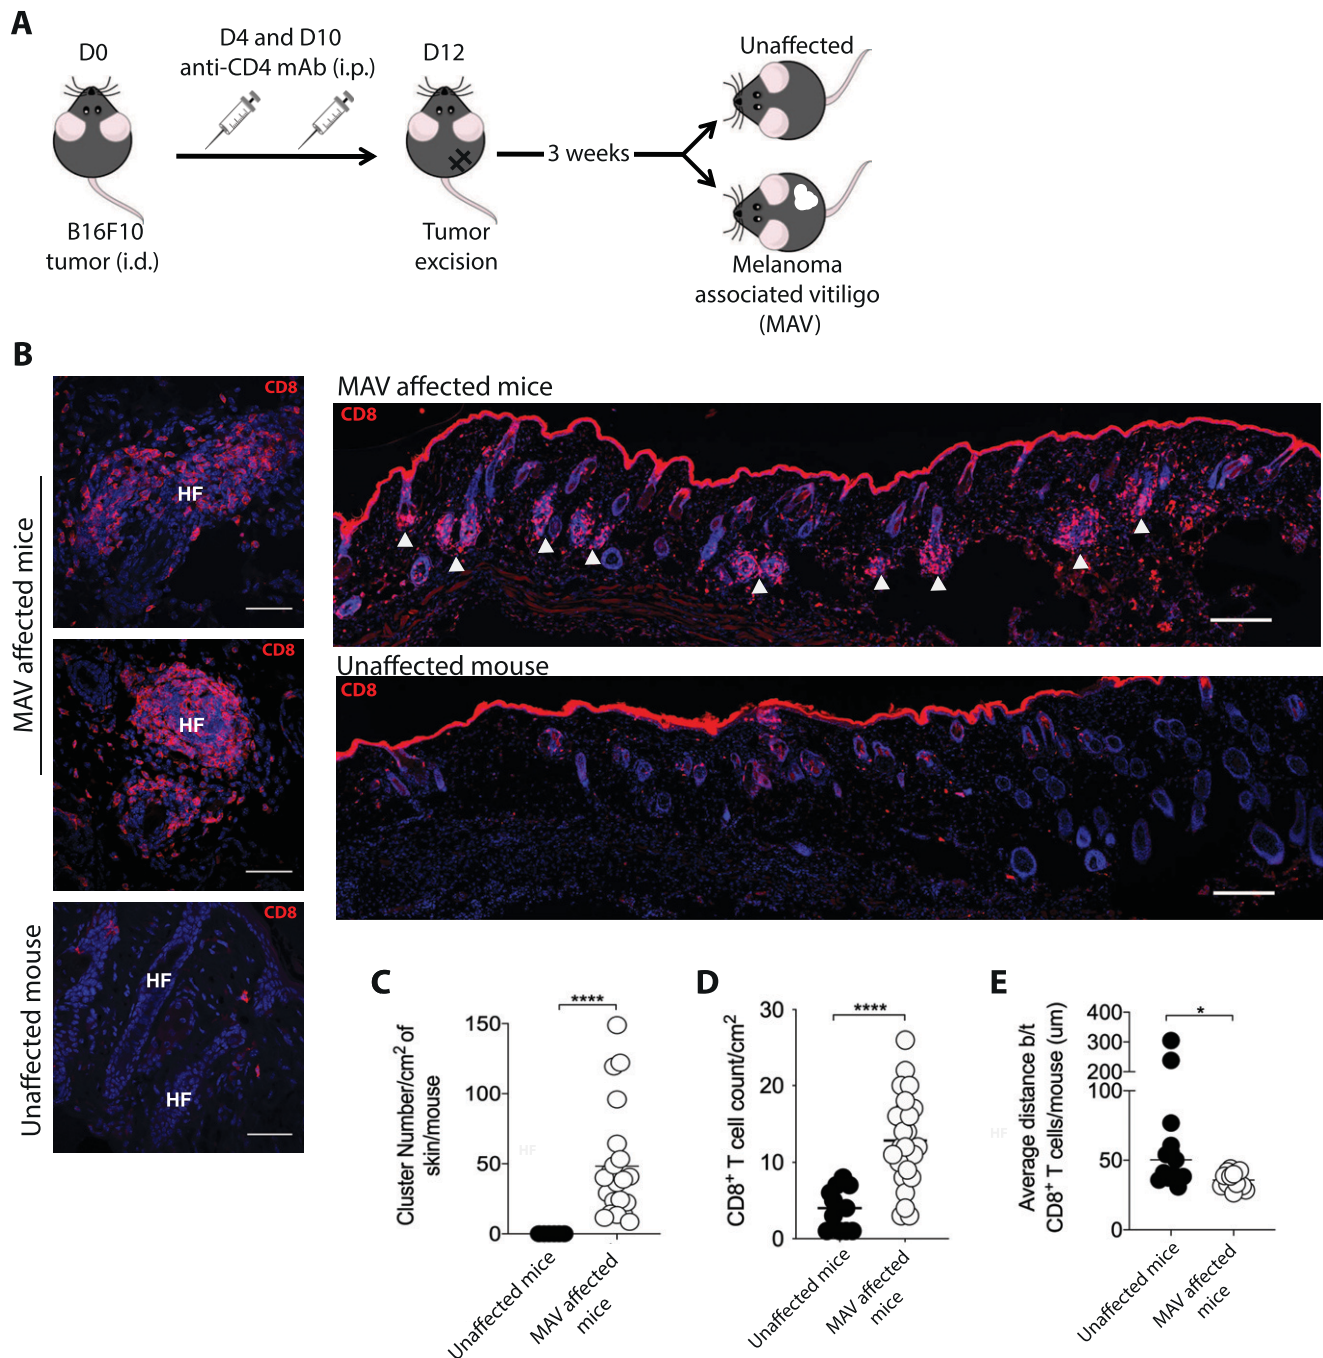 A
D0
D4 and D10
anti-CD4 mAb (i.p.)
D12
Unaffected
3 weeks
B16F10
tumor (i.d.)
Tumor
excision
Melanoma
associated vitiligo
(MAV)
B
MAV affected mice
CD8
HF
CD8
HF
Unaffected mouse
CD8
HF
HF
MAV affected mice
CD8
Unaffected mouse
CD8
C
Cluster Number/cm² of
skin/mouse
150
100
50
0
****
HF
Unaffected mice
MAV affected
mice
D
CD8⁺ T cell count/cm²
30
20
10
0
****
Unaffected mice
MAV affected
mice
E
HF
Average distance b/t
CD8⁺ T cells/mouse (um)
400
300
200
100
50
0
*
Unaffected mice
MAV affected
mice